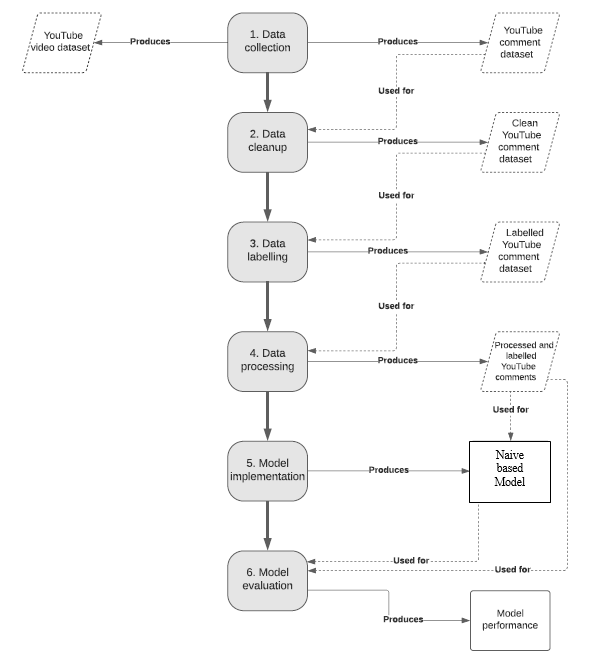 YouTube
video dataset
Produces
1. Data
collection
Produces
YouTube
comment
dataset
Used for
2. Data
cleanup
Produces
Clean
YouTube
comment
dataset
Used for
3. Data
labelling
Produces
Labelled
YouTube
comment
dataset
Used for
4. Data
processing
Produces
Processed and
labelled
YouTube
comments
Used for
5. Model
implementation
Produces
Naive
based
Model
Used for
Used for
6. Model
evaluation
Produces
Model
performance